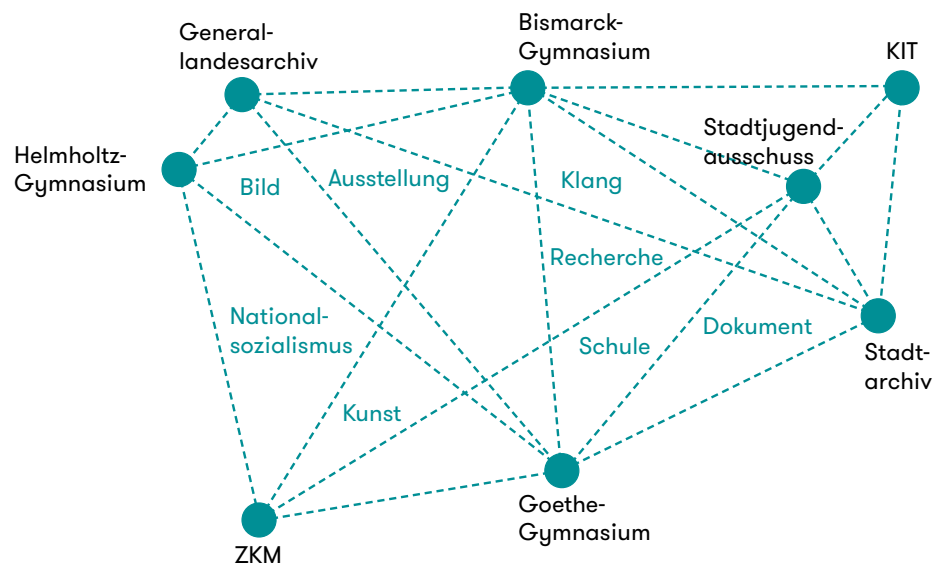 General-
landesarchiv
Bismarck-
Gymnasium
KIT
Stadtjugend-
ausschuss
Helmholtz-
Gymnasium
Bild
Ausstellung
Klang
Recherche
National-
sozialismus
Schule
Dokument
Stadt-
archiv
Kunst
Goethe-
Gymnasium
ZKM